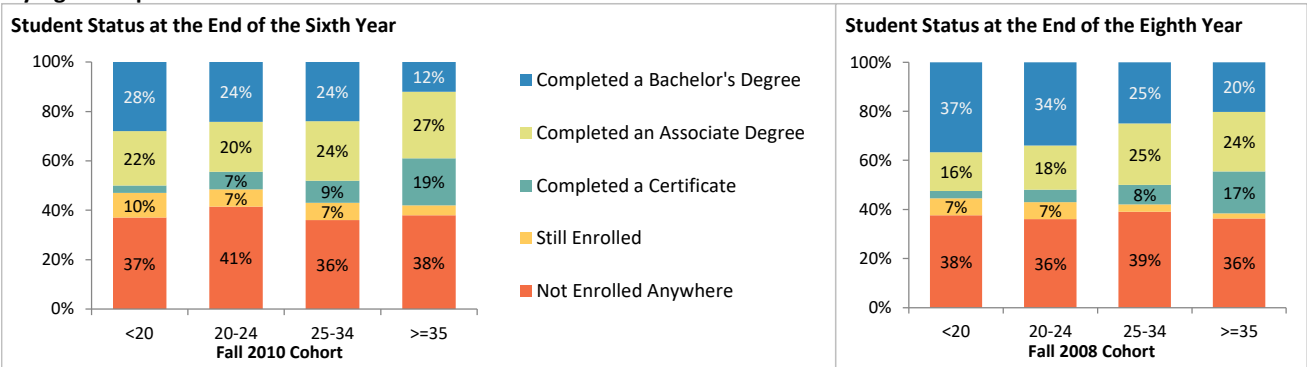 Student Status at the End of the Sixth Year
100%
80%
60%
40%
20%
0%
28% 24% 24% 12%
22% 20% 24% 27%
7% 9% 19%
10% 7% 7%
37% 41% 36% 38%
<20 20-24 25-34 >=35
Fall 2010 Cohort
Completed a Bachelor's Degree
Completed an Associate Degree
Completed a Certificate
Still Enrolled
Not Enrolled Anywhere
Student Status at the End of the Eighth Year
100%
80%
60%
40%
20%
0%
37% 34% 25% 20%
16% 18% 25% 24%
8% 17%
7% 7%
38% 36% 39% 36%
<20 20-24 25-34 >=35
Fall 2008 Cohort